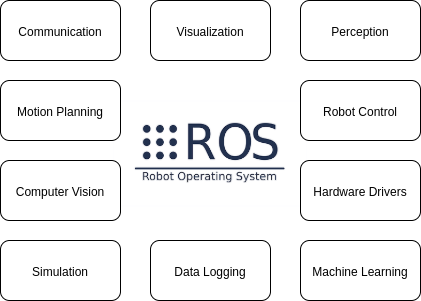 Communication
Visualization
Perception
Motion Planning
Robot Control
ROS
Robot Operating System
Computer Vision
Hardware Drivers
Simulation
Data Logging
Machine Learning